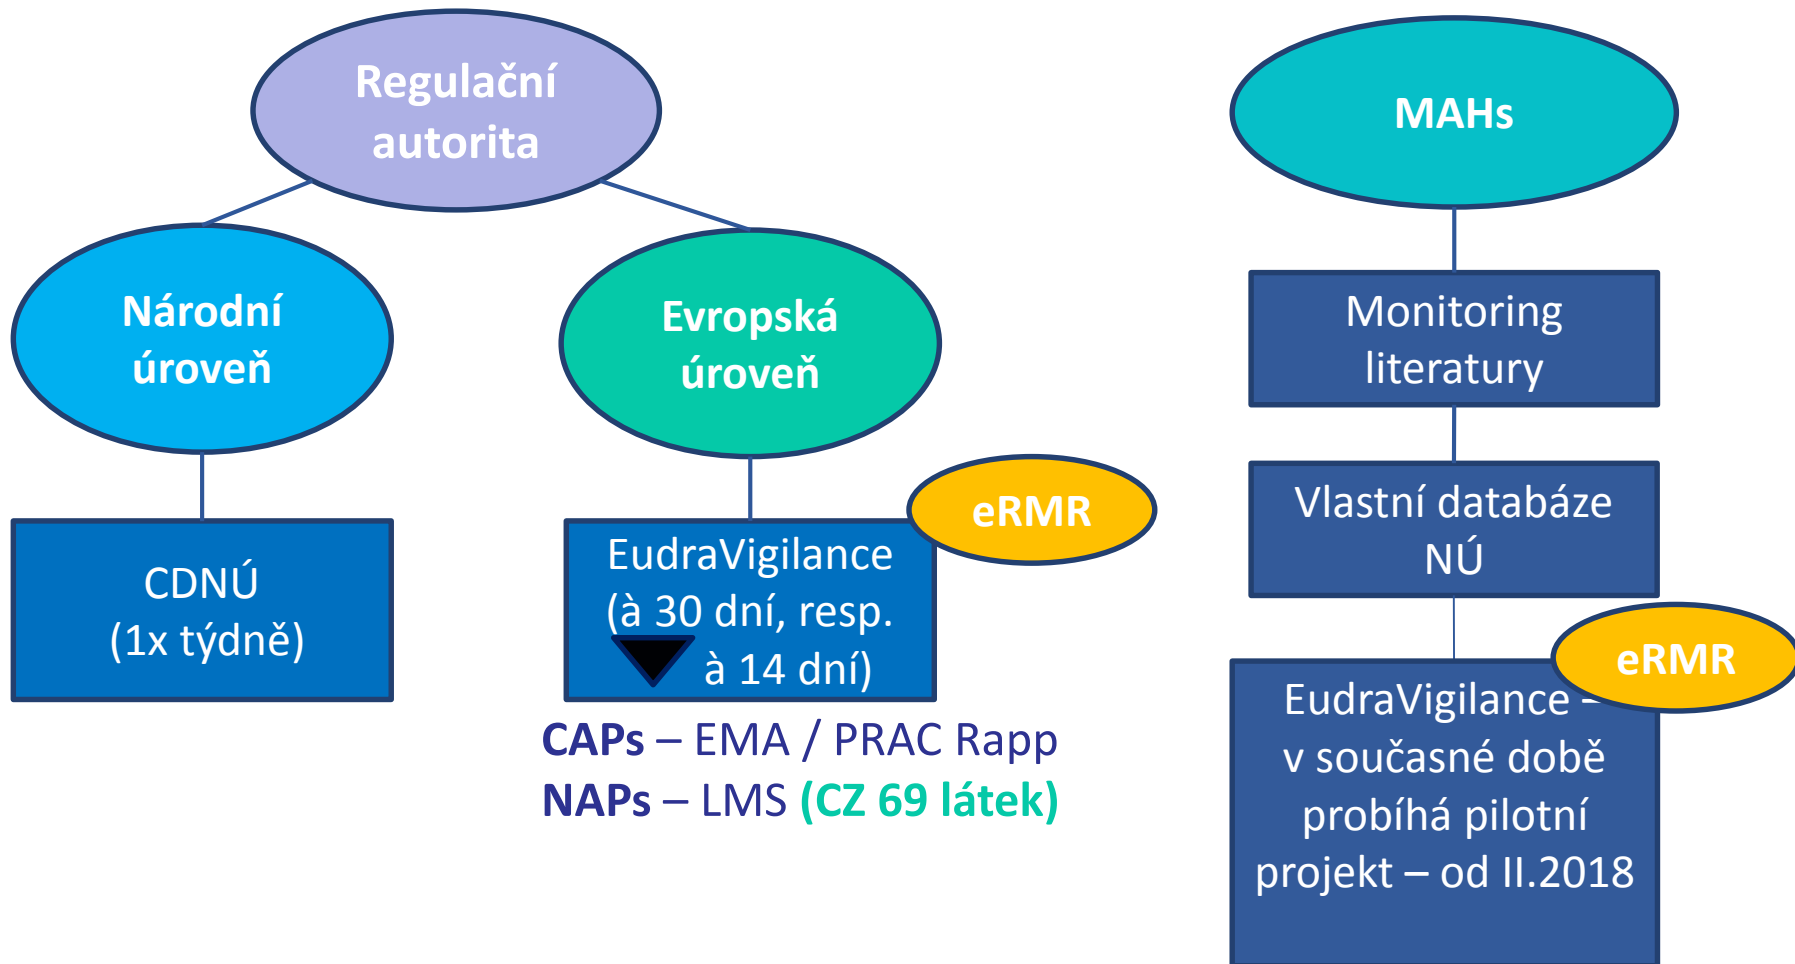 Regulační
autorita
Národní
úroveň
CDNÚ
(1x týdně)
Evropská
úroveň
eRMR
EudraVigilance
(à 30 dní, resp.
à 14 dní)
CAPs – EMA / PRAC Rapp
NAPs – LMS (CZ 69 látek)
MAHs
Monitoring
literatury
Vlastní databáze
NÚ
eRMR
EudraVigilance –
v současné době
probíhá pilotní
projekt – od II.2018